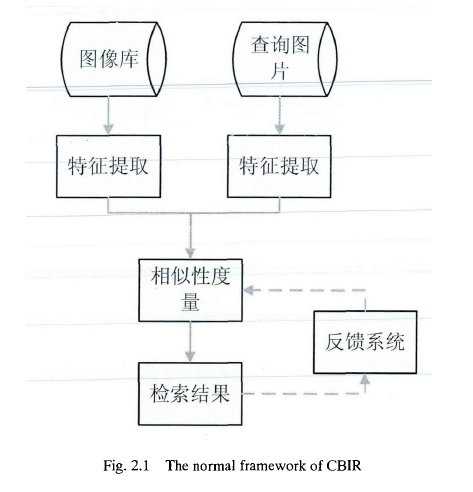 图像库
查询图
片
特征提取
特征提取
相似性度
量
反馈系统
检索结果
Fig. 2.1 The normal framework of CBIR